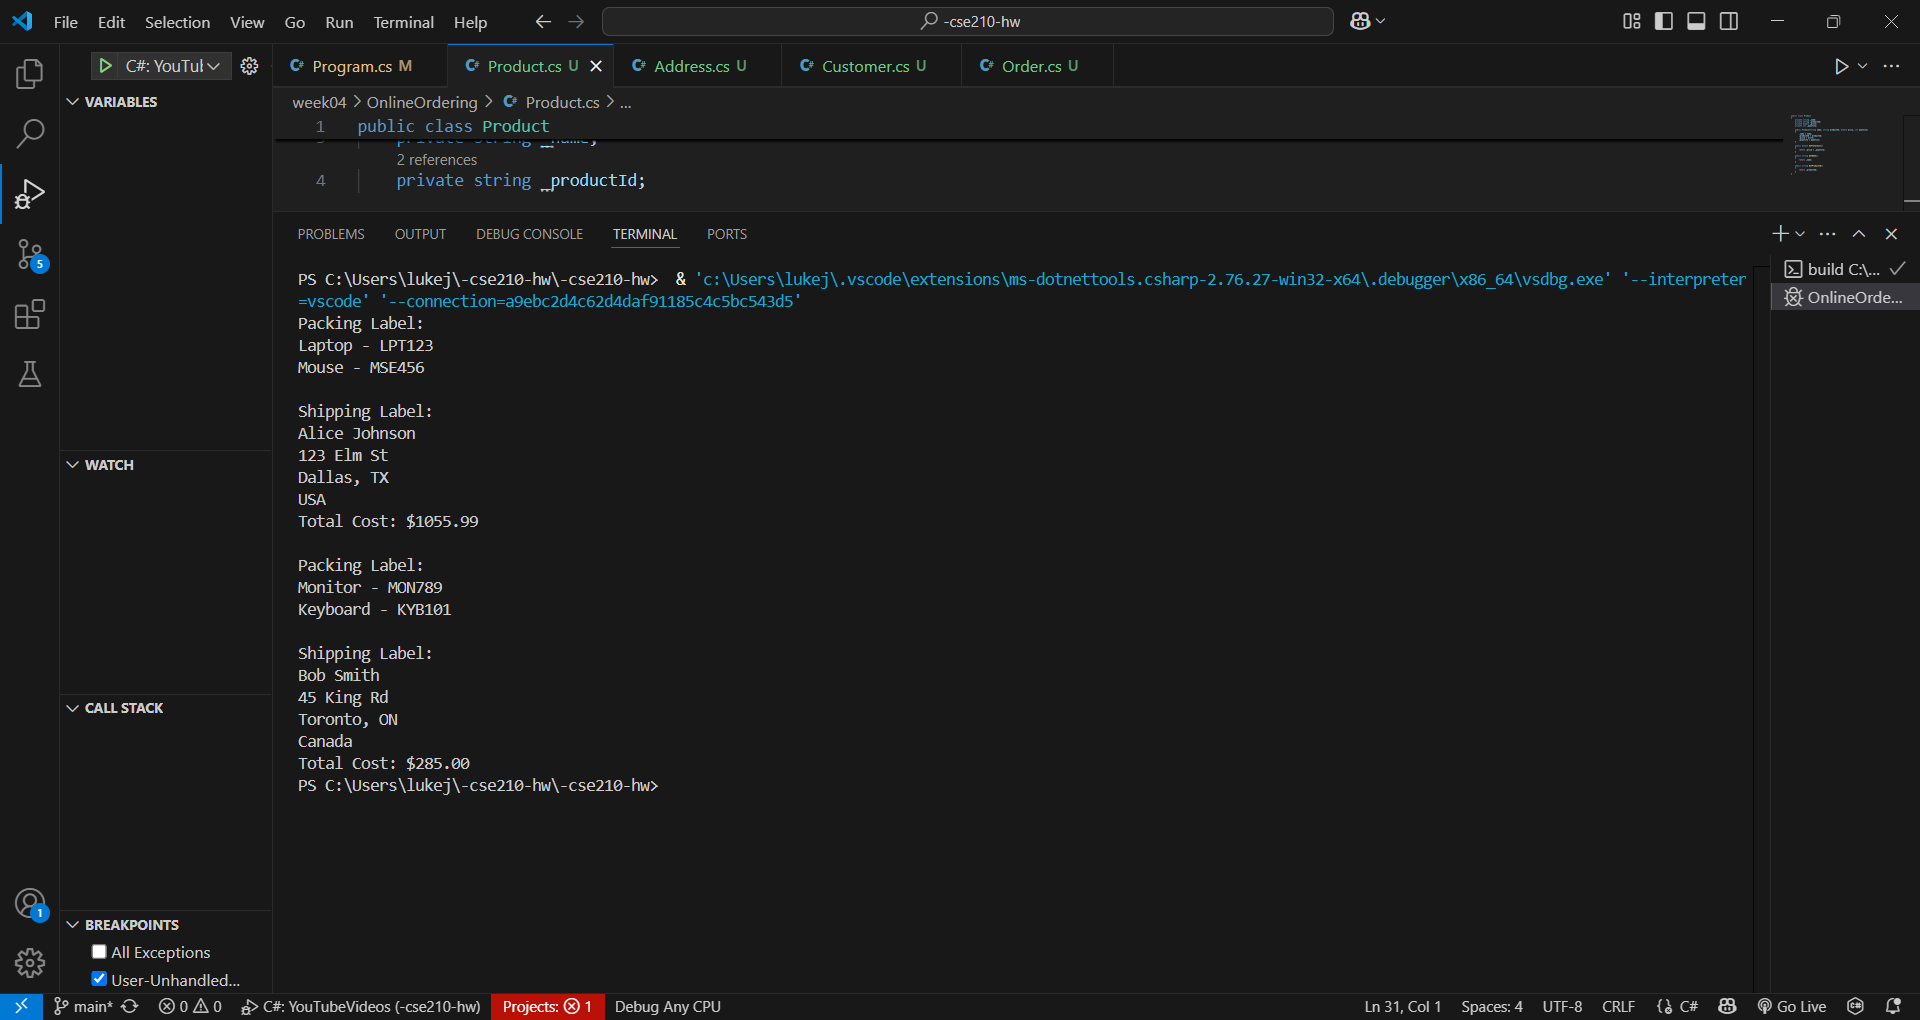 File Edit Selection View Go Run Terminal Help
-cse210-hw
C#: YouTul
Program.cs M
Product.cs U
Address.cs U
Customer.cs U
Order.cs U
VARIABLES
week04 > OnlineOrdering > Product.cs > ...
1 public class Product
3 private string _name;
2 references
4 private string _productId;
PROBLEMS OUTPUT DEBUG CONSOLE TERMINAL PORTS
PS C:\Users\lukej\-cse210-hw\-cse210-hw> & 'c:\Users\lukej\.vscode\extensions\ms-dotnettools.csharp-2.76.27-win32-x64\.debugger\x86_64\vsdbg.exe' '--interpreter
=vscode' '--connection=a9ebc2d4c62d4daf91185c4c5bc543d5'
Packing Label:
Laptop - LPT123
Mouse - MSE456
Shipping Label:
Alice Johnson
123 Elm St
Dallas, TX
USA
Total Cost: $1055.99
Packing Label:
Monitor - MON789
Keyboard - KYB101
Shipping Label:
Bob Smith
45 King Rd
Toronto, ON
Canada
Total Cost: $285.00
PS C:\Users\lukej\-cse210-hw\-cse210-hw>
build C:\...
OnlineOrde...
WATCH
CALL STACK
BREAKPOINTS
All Exceptions
User-Unhandled...
5
1
main* 0 0 C#: YouTubeVideos (-cse210-hw) Projects: 1 Debug Any CPU
Ln 31, Col 1 Spaces: 4 UTF-8 CRLF C# Go Live